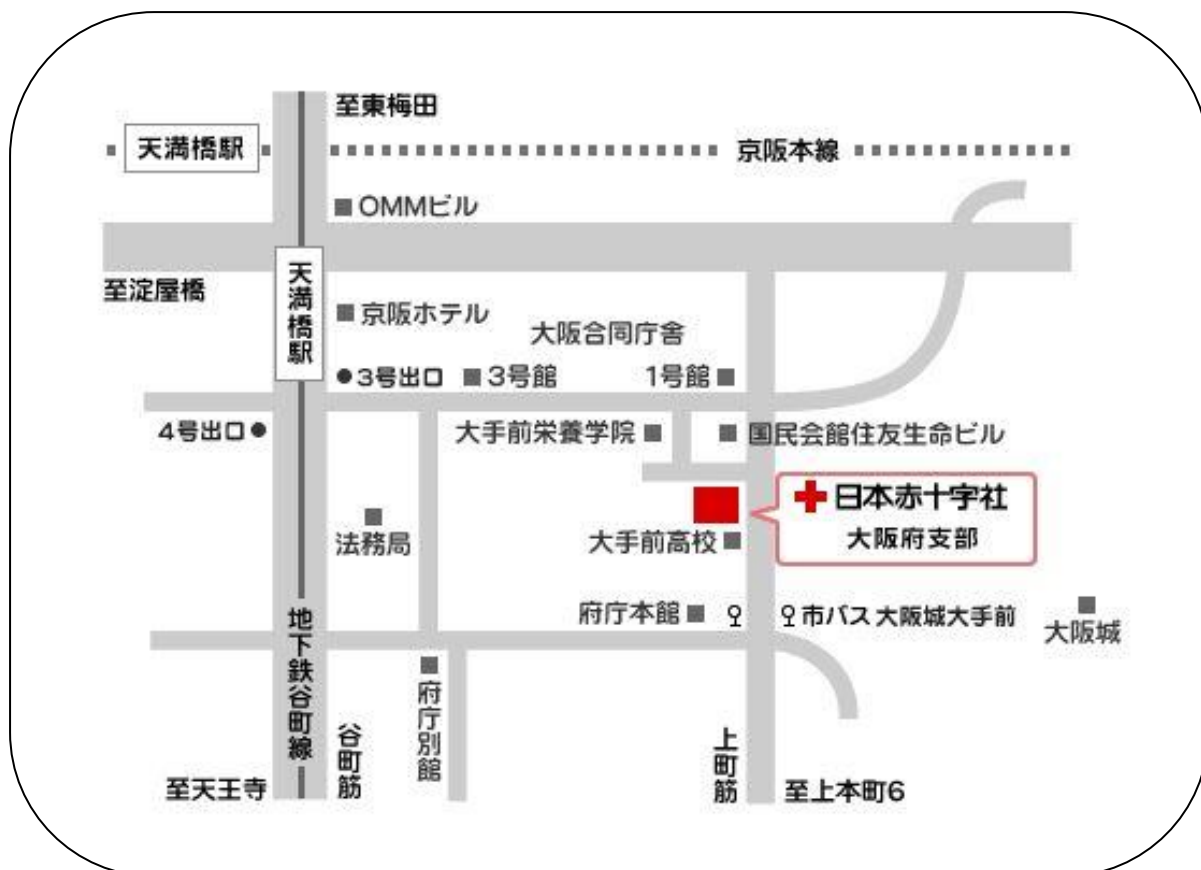 至東梅田
天満橋駅
京阪本線
OMMビル
至淀屋橋
天満橋駅
京阪ホテル
大阪合同庁舎
3号出口
3号館
1号館
4号出口
大手前栄養学院
国民会館住友生命ビル
日本赤十字社
大阪府支部
法務局
大手前高校
府庁本館
市バス 大阪城大手前
大阪城
地下鉄谷町線
府庁別館
谷町筋
上町筋
至天王寺
至上本町6